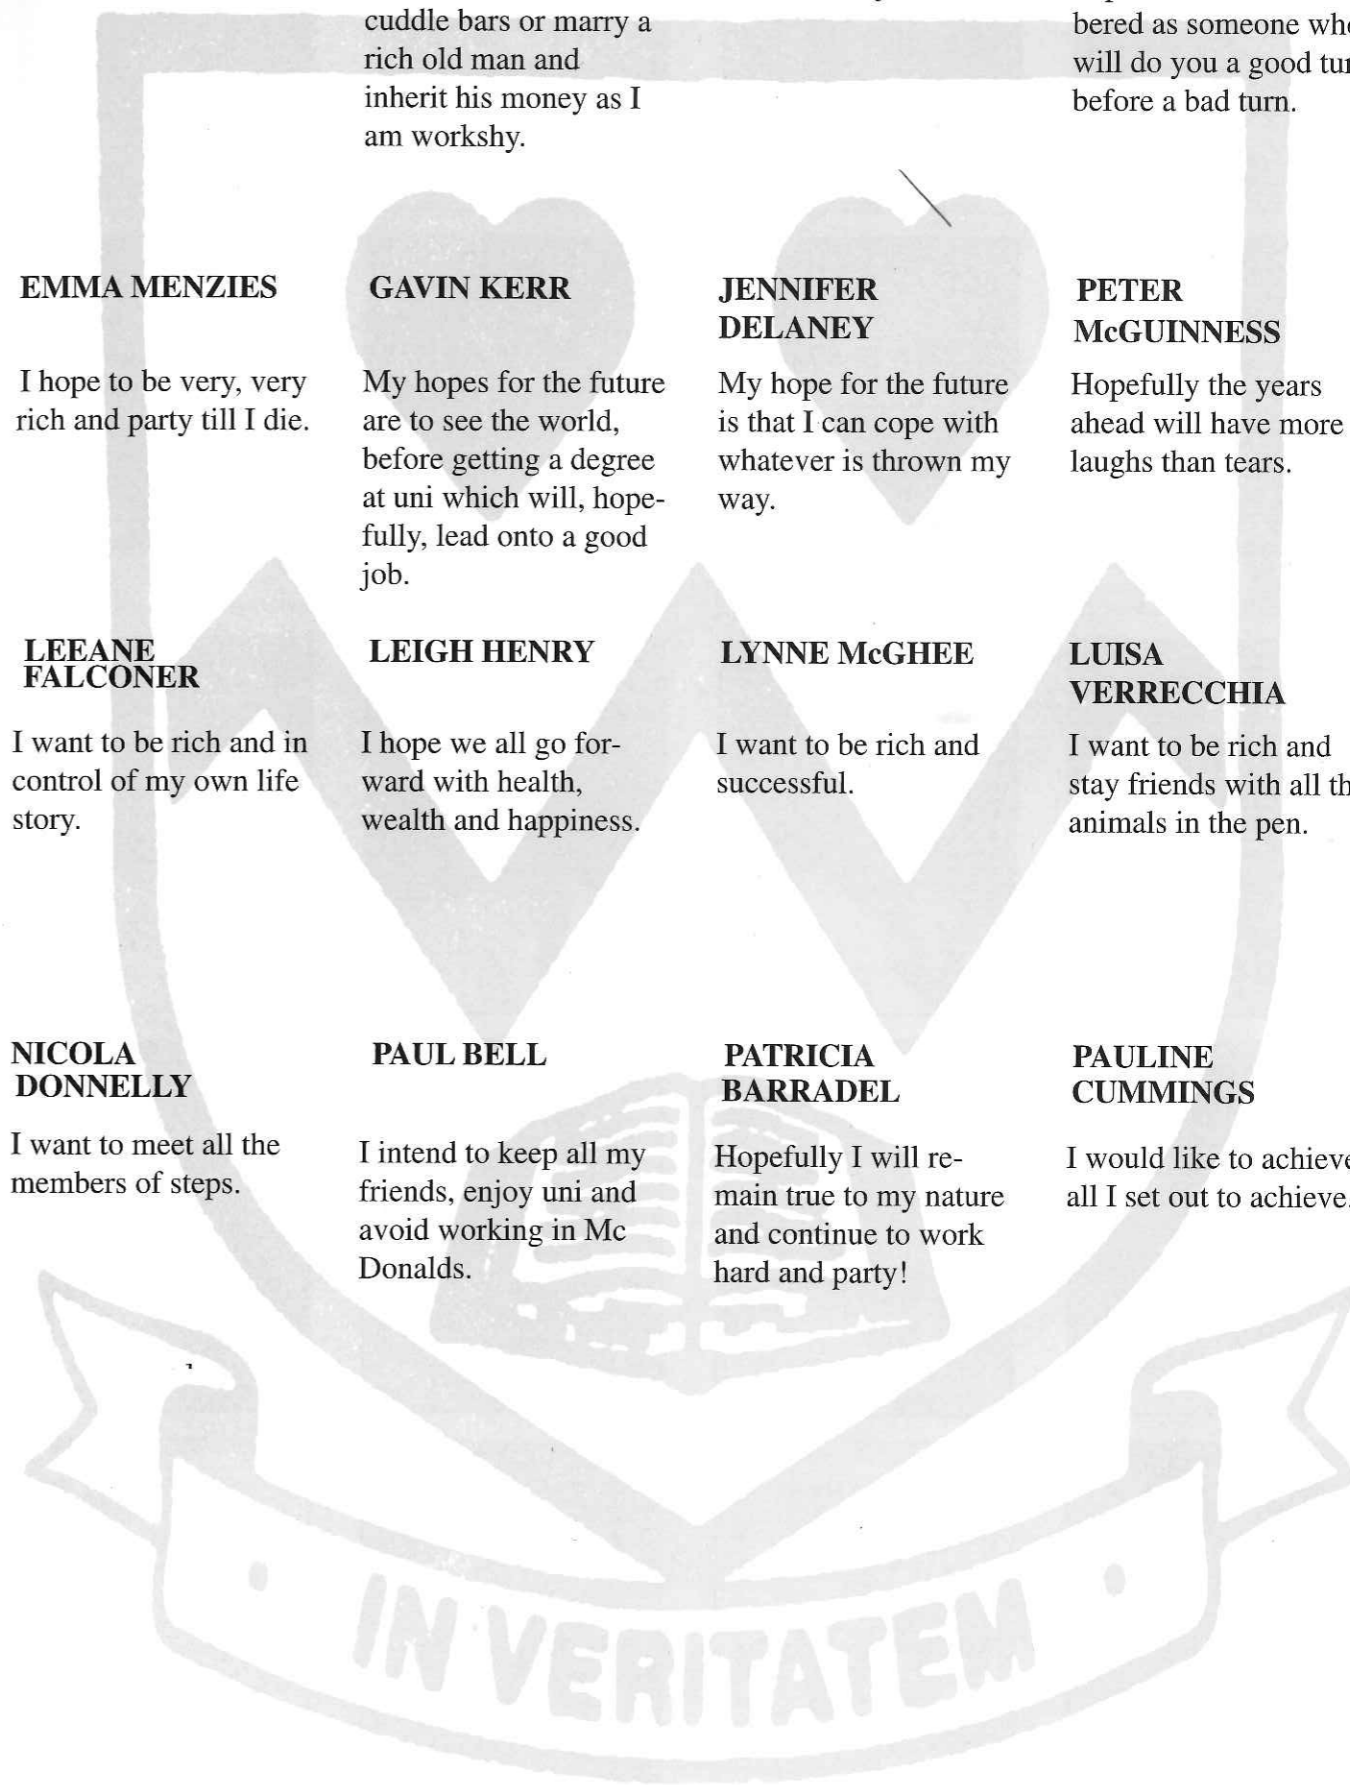 cuddle bars or marry a
rich old man and
inherit his money as I
am workshy.
bered as someone who
will do you a good
before a bad turn.
EMMA MENZIES
I hope to be very, very
rich and party till I die.
GAVIN KERR
My hopes for the future
are to see the world,
before getting a degree
at uni which will, hope-
fully, lead onto a good
job.
JENNIFER
DELANEY
My hope for the future
is that I can cope with
whatever is thrown my
way.
PETER
McGUINNESS
Hopefully the years
ahead will have more
laughs than tears.
LEEANE
FALCONER
I want to be rich and in
control of my own life
story.
LEIGH HENRY
I hope we all go for-
ward with health,
wealth and happiness.
LYNNE McGHEE
I want to be rich and
successful.
LUISA
VERRECCHIA
I want to be rich and
stay friends with all
animals in the pen.
NICOLA
DONNELLY
I want to meet all the
members of steps.
PAUL BELL
I intend to keep all my
friends, enjoy uni and
avoid working in Mc
Donalds.
PATRICIA
BARRADEL
Hopefully I will re-
main true to my nature
and continue to work
hard and party!
PAULINE
CUMMINGS
I would like to achieve
all I set out to achieve.
IN VERITATEM